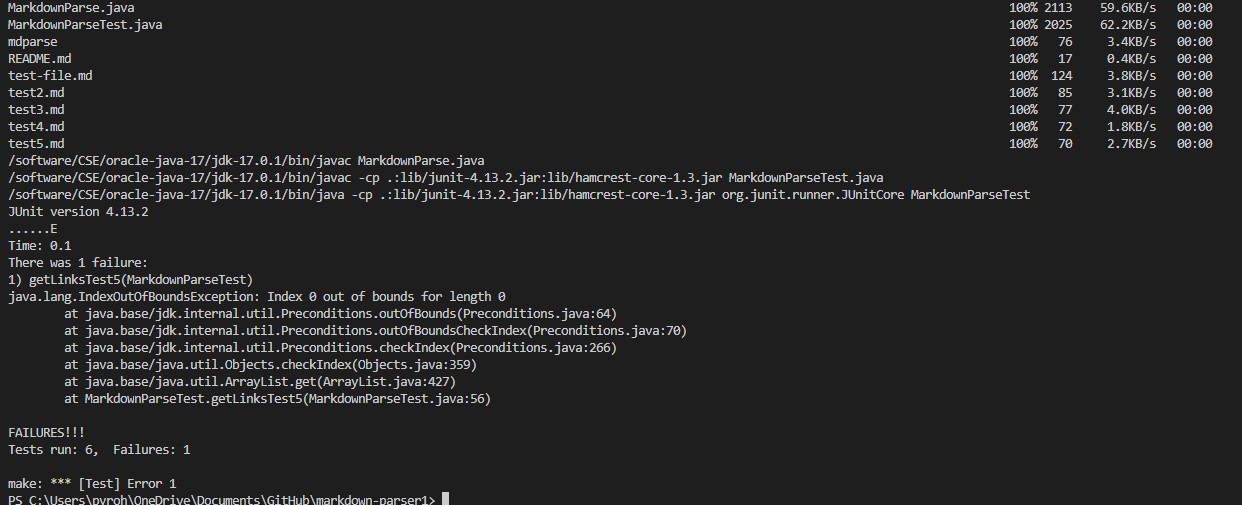 MarkdownParse.java 100% 2113 59.6KB/s 00:00
MarkdownParseTest.java 100% 2025 62.2KB/s 00:00
mdparse 100% 76 3.4KB/s 00:00
README.md 100% 17 0.4KB/s 00:00
test-file.md 100% 124 3.8KB/s 00:00
test2.md 100% 85 3.1KB/s 00:00
test3.md 100% 77 4.0KB/s 00:00
test4.md 100% 72 1.8KB/s 00:00
test5.md 100% 70 2.7KB/s 00:00
/software/CSE/oracle-java-17/jdk-17.0.1/bin/javac MarkdownParse.java
/software/CSE/oracle-java-17/jdk-17.0.1/bin/javac -cp .:lib/junit-4.13.2.jar:lib/hamcrest-core-1.3.jar MarkdownParseTest.java
/software/CSE/oracle-java-17/jdk-17.0.1/bin/java -cp .:lib/junit-4.13.2.jar:lib/hamcrest-core-1.3.jar org.junit.runner.JUnitCore MarkdownParseTest
JUnit version 4.13.2
......E
Time: 0.1
There was 1 failure:
1) getLinksTest5(MarkdownParseTest)
java.lang.IndexOutOfBoundsException: Index 0 out of bounds for length 0
at java.base/jdk.internal.util.Preconditions.outOfBounds(Preconditions.java:64)
at java.base/jdk.internal.util.Preconditions.outOfBoundsCheckIndex(Preconditions.java:70)
at java.base/jdk.internal.util.Preconditions.checkIndex(Preconditions.java:266)
at java.base/java.util.Objects.checkIndex(Objects.java:359)
at java.base/java.util.ArrayList.get(ArrayList.java:427)
at MarkdownParseTest.getLinksTest5(MarkdownParseTest.java:56)
FAILURES!!!
Tests run: 6,  Failures: 1
make: *** [Test] Error 1
PS C:\Users\pyroh\OneDrive\Documents\GitHub\markdown-parser1>